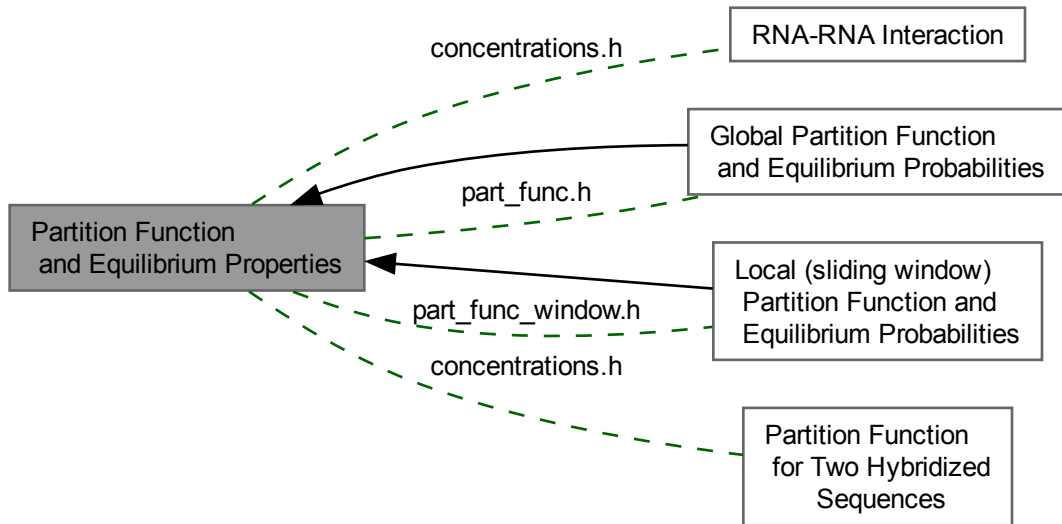 concentrations.h
RNA-RNA Interaction
Global Partition Function
and Equilibrium Probabilities
part_func.h
Partition Function
and Equilibrium Properties
Local (sliding window)
Partition Function and
Equilibrium Probabilities
part_func_window.h
concentrations.h
Partition Function
for Two Hybridized
Sequences